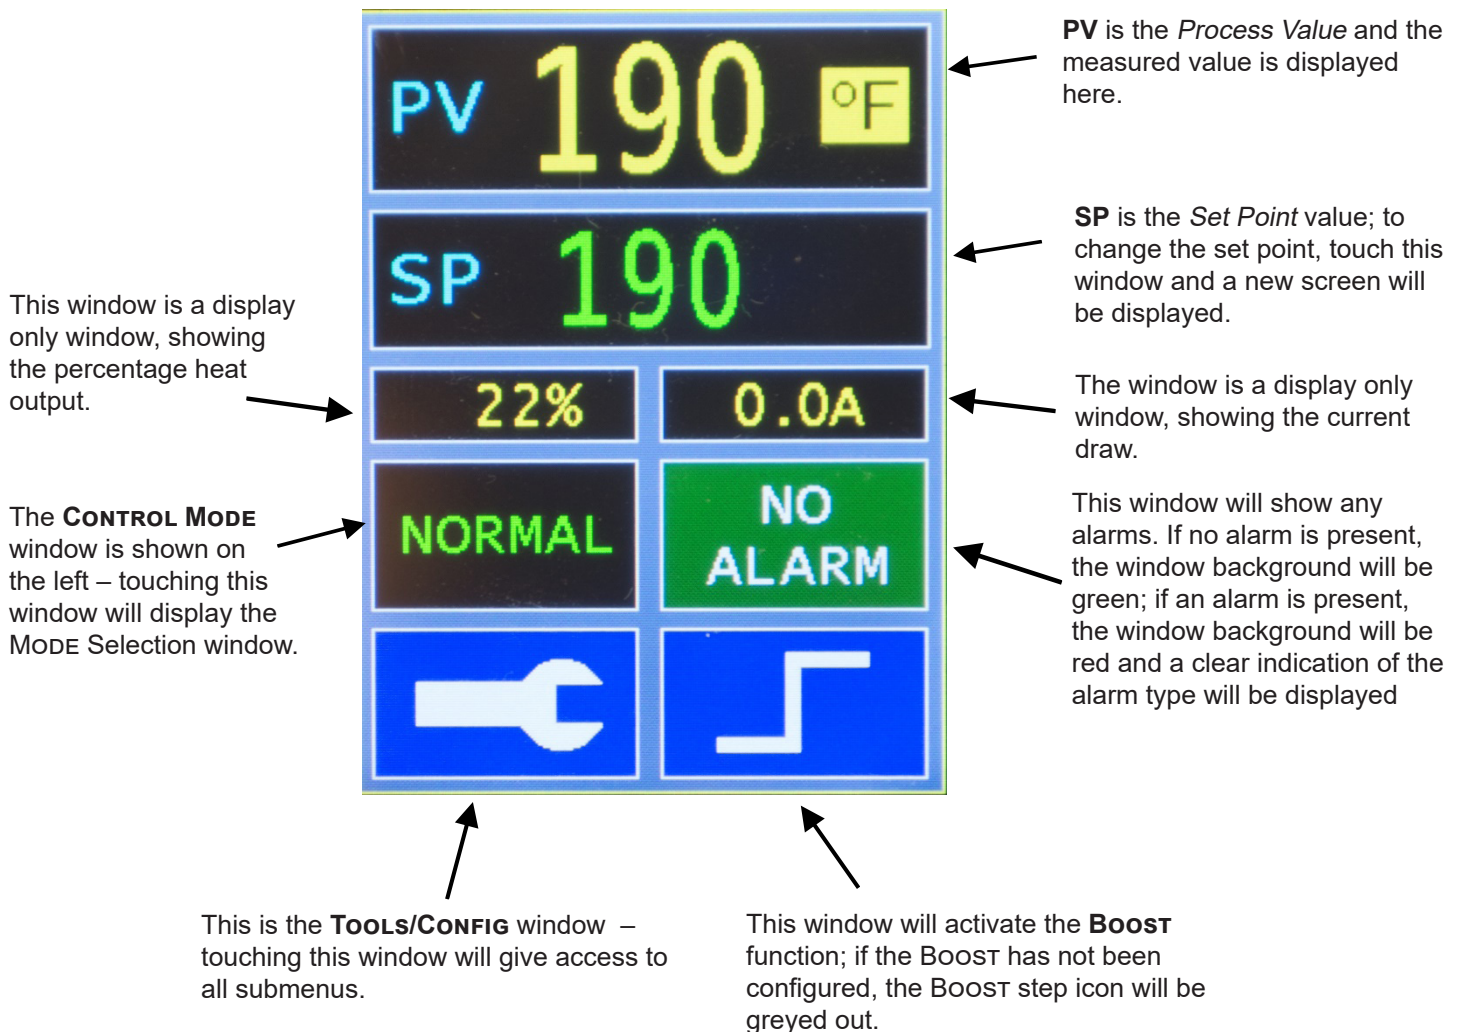 PV 190 °F
SP 190
22% 0.0A
NORMAL
NO
ALARM
PV is the Process Value and the
measured value is displayed
here.
SP is the Set Point value; to
change the set point, touch this
window and a new screen will
be displayed.
This window is a display
only window, showing
the percentage heat
output.
The window is a display only
window, showing the current
draw.
The CONTROL MODE
window is shown on
the left – touching this
window will display the
MODE Selection window.
This window will show any
alarms. If no alarm is present,
the window background will be
green; if an alarm is present,
the window background will be
red and a clear indication of the
alarm type will be displayed
This is the TOOLS/CONFIG window –
touching this window will give access to
all submenus.
This window will activate the BOOST
function; if the BOOST has not been
configured, the BOOST step icon will be
greyed out.